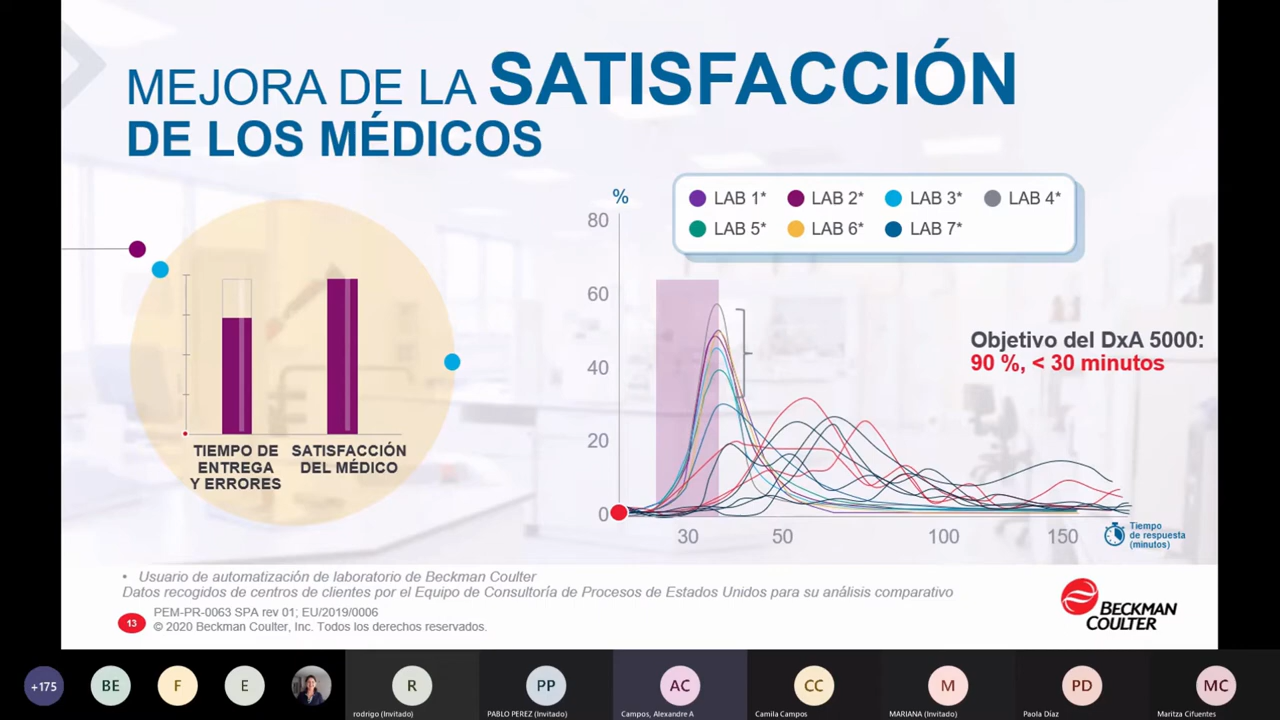 MEJORA DE LA SATISFACCIÓN
DE LOS MÉDICOS
TIEMPO DE
ENTREGA
Y ERRORES
SATISFACCIÓN
DEL MÉDICO
%
80
60
40
20
0
30 50 100 150
Tiempo
de respuesta
(minutos)
LAB 1* LAB 2* LAB 3* LAB 4*
LAB 5* LAB 6* LAB 7*
Objetivo del DxA 5000:
90 %, < 30 minutos
• Usuario de automatización de laboratorio de Beckman Coulter
Datos recogidos de centros de clientes por el Equipo de Consultoría de Procesos de Estados Unidos para su análisis comparativo
13
PEM-PR-0063 SPA rev 01; EU/2019/0006
© 2020 Beckman Coulter, Inc. Todos los derechos reservados.
BECKMAN
COULTER
+175
BE
F
E
R
rodrigo (Invitado)
PP
PABLO PEREZ (Invitado)
AC
Campos, Alexandre A
CC
Camila Campos
M
MARIANA (Invitado)
PD
Paola Díaz
MC
Maritza Cifuentes